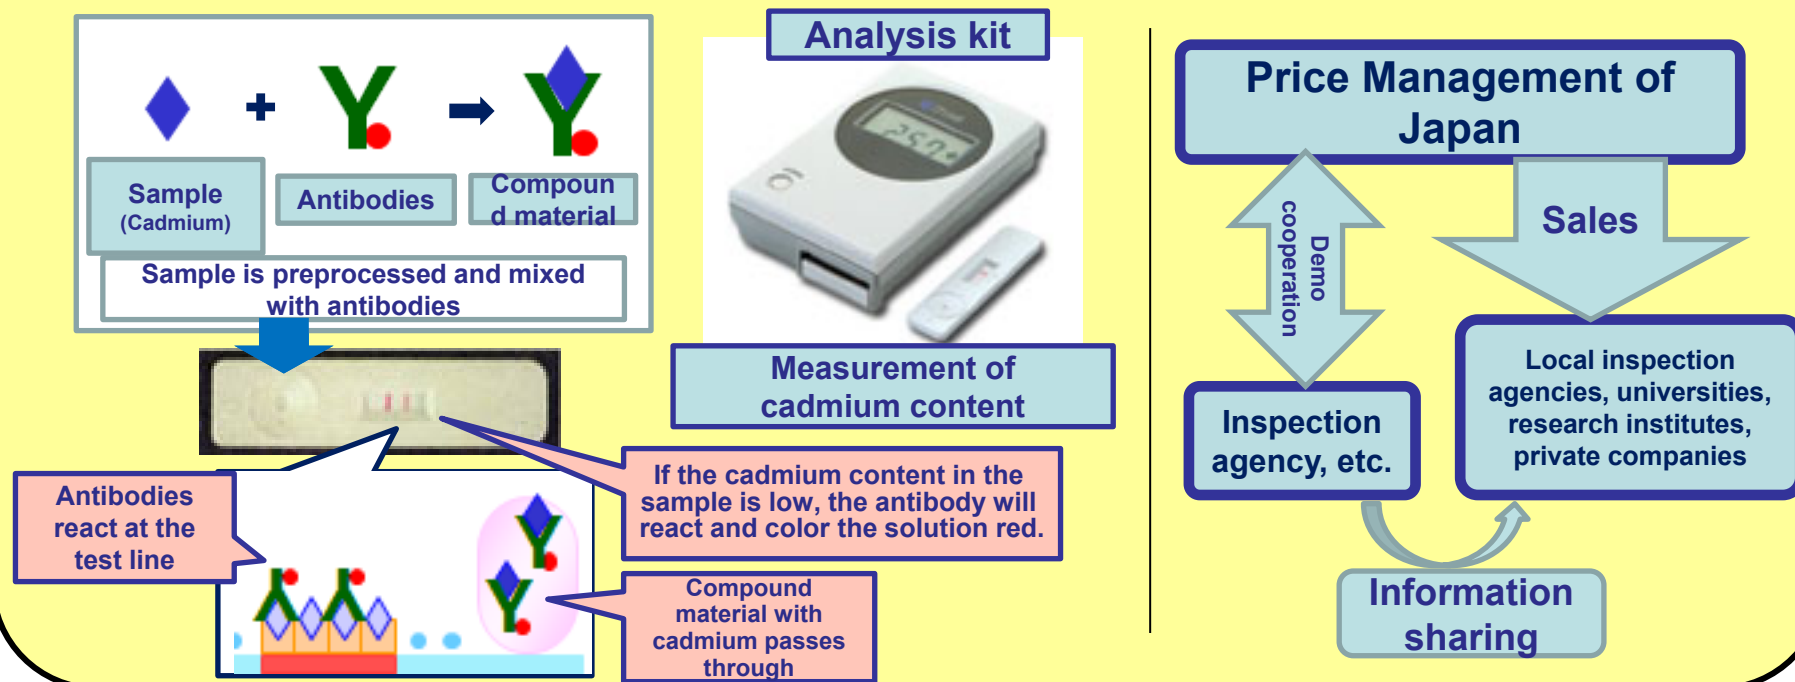 Analysis kit
Sample
(Cadmium)
Antibodies
Compoun
d material
Sample is preprocessed and mixed
with antibodies
Measurement of
cadmium content
If the cadmium content in the
sample is low, the antibody will
react and color the solution red.
Antibodies
react at the
test line
Compound
material with
cadmium passes
through
Price Management of
Japan
Demo
cooperation
Sales
Inspection
agency, etc.
Local inspection
agencies, universities,
research institutes,
private companies
Information
sharing